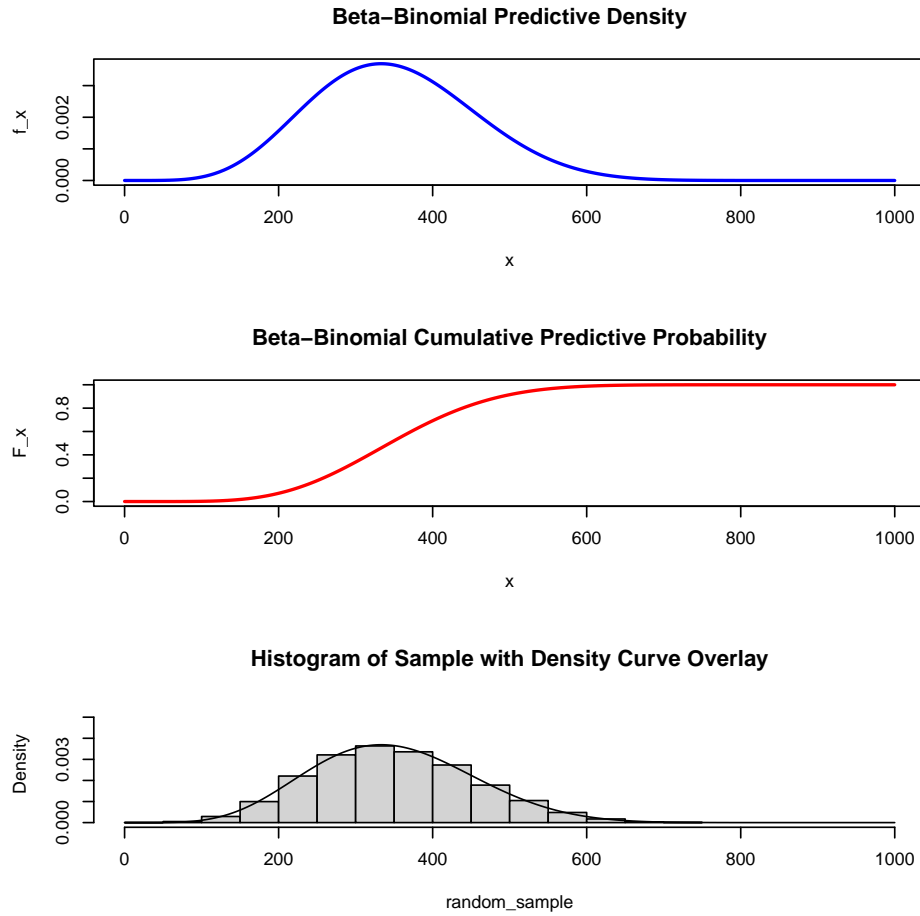 Beta−Binomial Predictive Density
f_x
0.000
0.002
0
200
400
600
800
1000
x
Beta−Binomial Cumulative Predictive Probability
F_x
0.0
0.4
0.8
0
200
400
600
800
1000
x
Histogram of Sample with Density Curve Overlay
Density
0.000
0.003
0
200
400
600
800
1000
random_sample